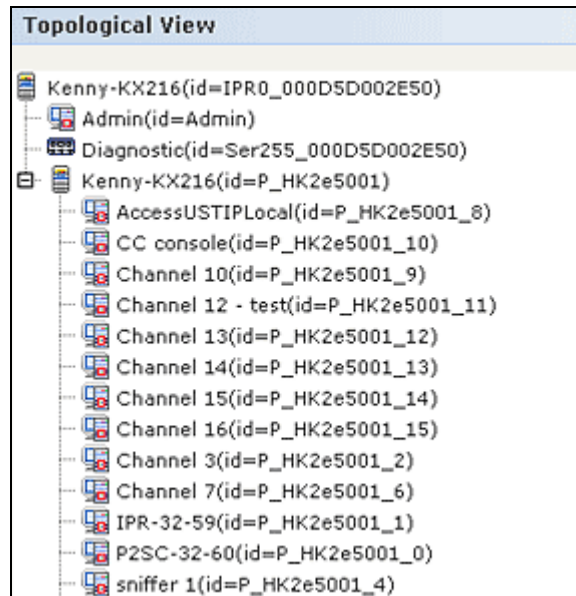 Topological View
Kenny-KX216(id=IPR0_000D5D002E50)
Admin(id=Admin)
Diagnostic(id=Ser255_000D5D002E50)
Kenny-KX216(id=P_HK2e5001)
AccessUSTIPLocal(id=P_HK2e5001_8)
CC console(id=P_HK2e5001_10)
Channel 10(id=P_HK2e5001_9)
Channel 12 - test(id=P_HK2e5001_11)
Channel 13(id=P_HK2e5001_12)
Channel 14(id=P_HK2e5001_13)
Channel 15(id=P_HK2e5001_14)
Channel 16(id=P_HK2e5001_15)
Channel 3(id=P_HK2e5001_2)
Channel 7(id=P_HK2e5001_6)
IPR-32-59(id=P_HK2e5001_1)
P2SC-32-60(id=P_HK2e5001_0)
sniffer 1(id=P_HK2e5001_4)